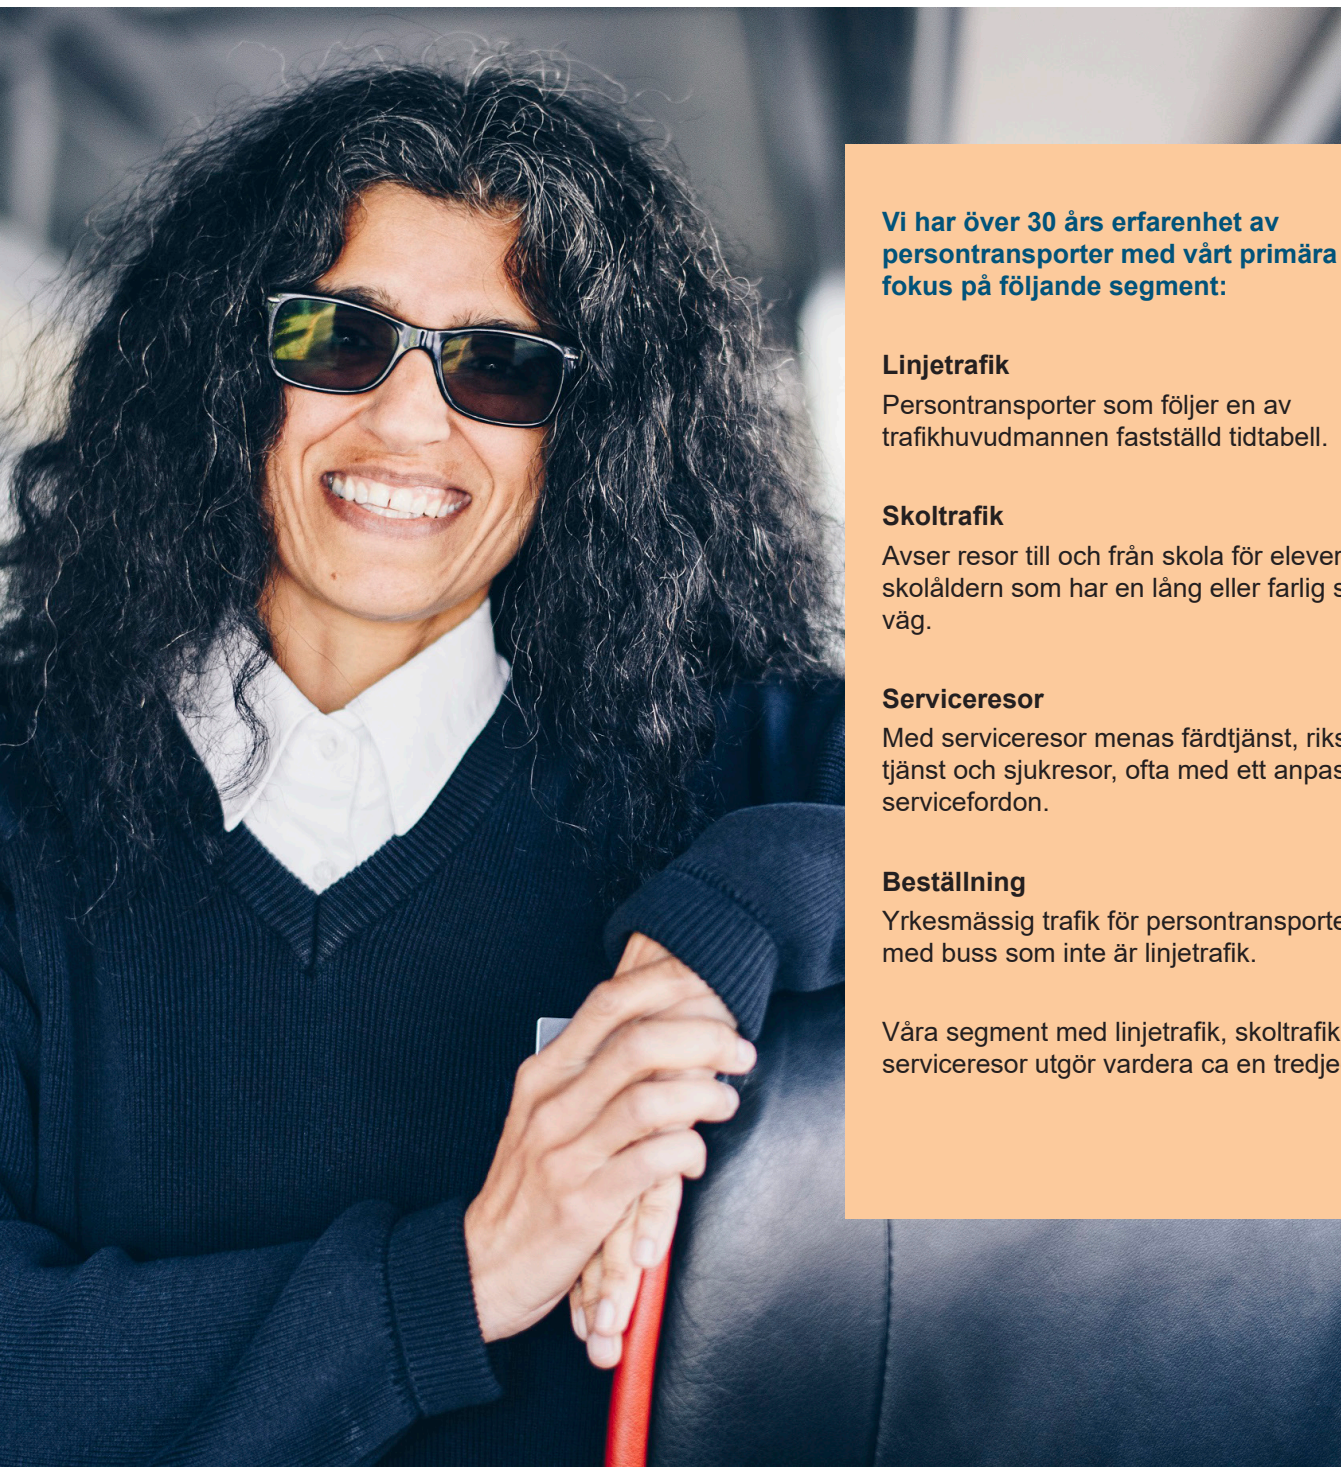 Vi har över 30 års erfarenhet av
persontransporter med vårt primära
fokus på följande segment:
Linjetrafik
Persontransporter som följer en av
trafikhuvudmannen fastställd tidtabell.
Skoltrafik
Avser resor till och från skola för elever
skolåldern som har en lång eller farlig
väg.
Serviceresor
Med serviceresor menas färdtjänst,
tjänst och sjukresor, ofta med ett
servicefordon.
Beställning
Yrkesmässig trafik för
med buss som inte är linjetrafik.
Våra segment med linjetrafik, skoltrafik
serviceresor utgör vardera ca en tredje